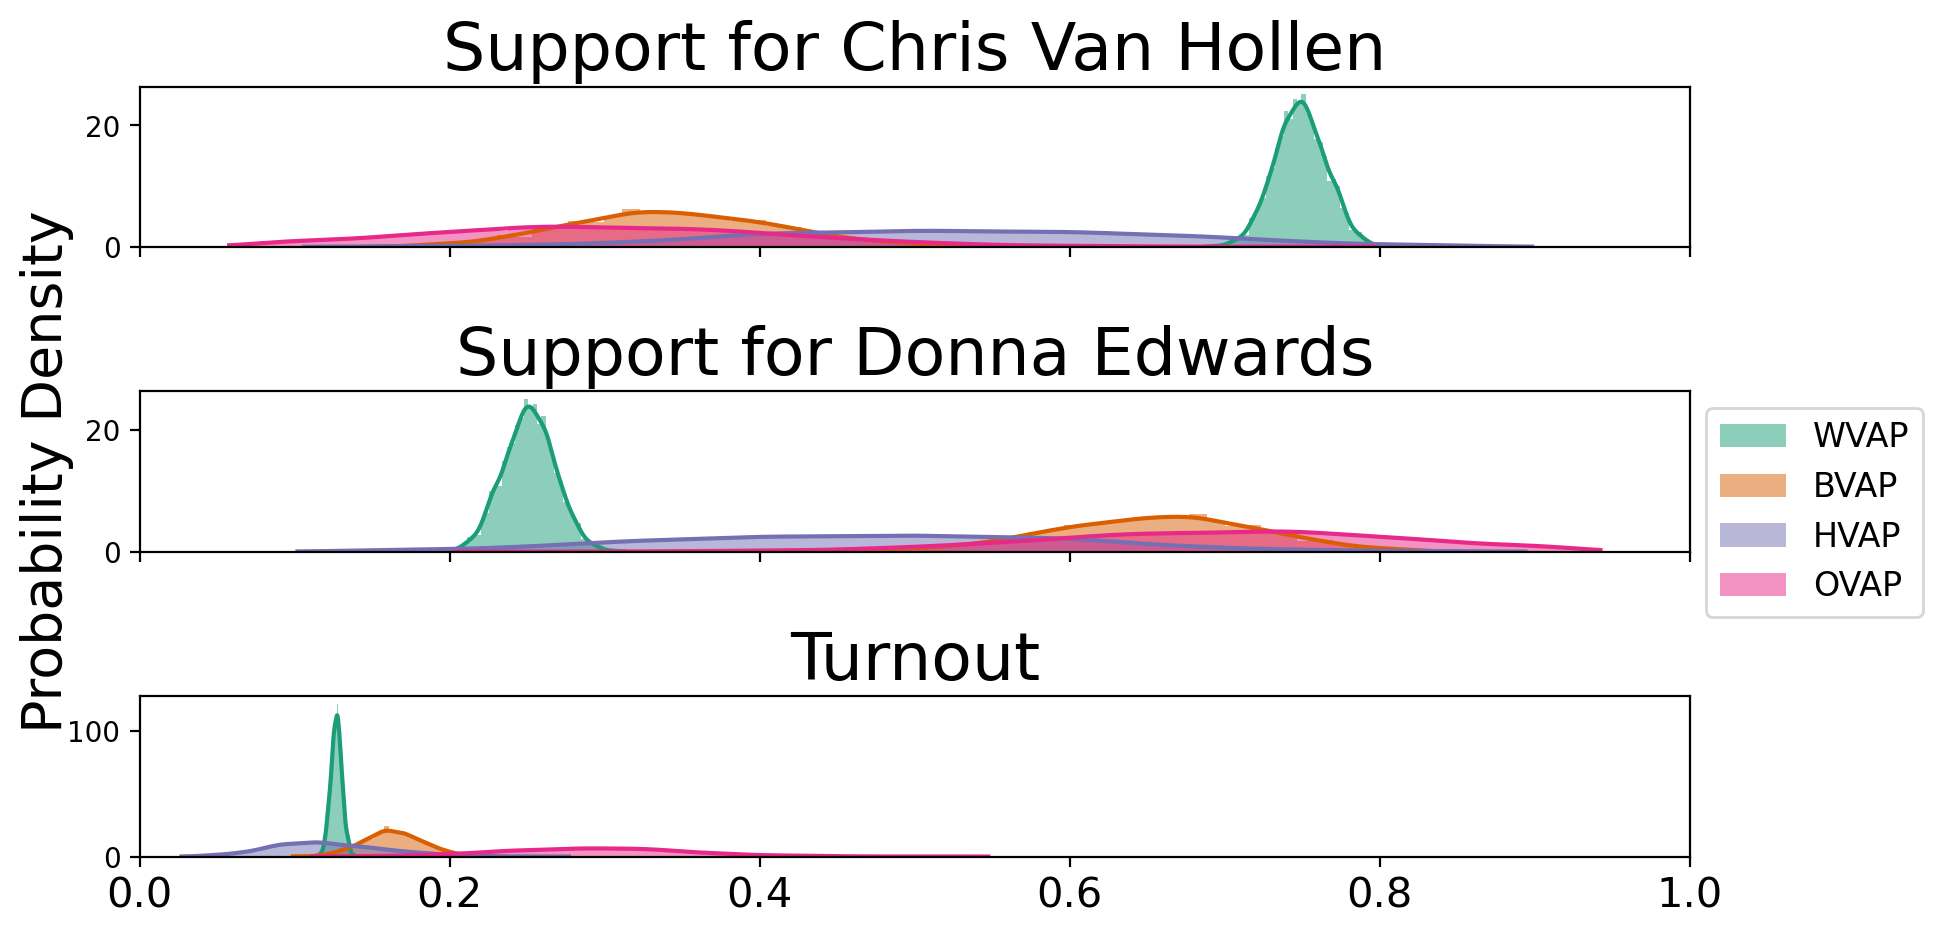 Support for Chris Van Hollen
20
0
Support for Donna Edwards
20
0
Turnout
100
0
0.0 0.2 0.4 0.6 0.8 1.0
Probability Density
WVAP
BVAP
HVAP
OVAP